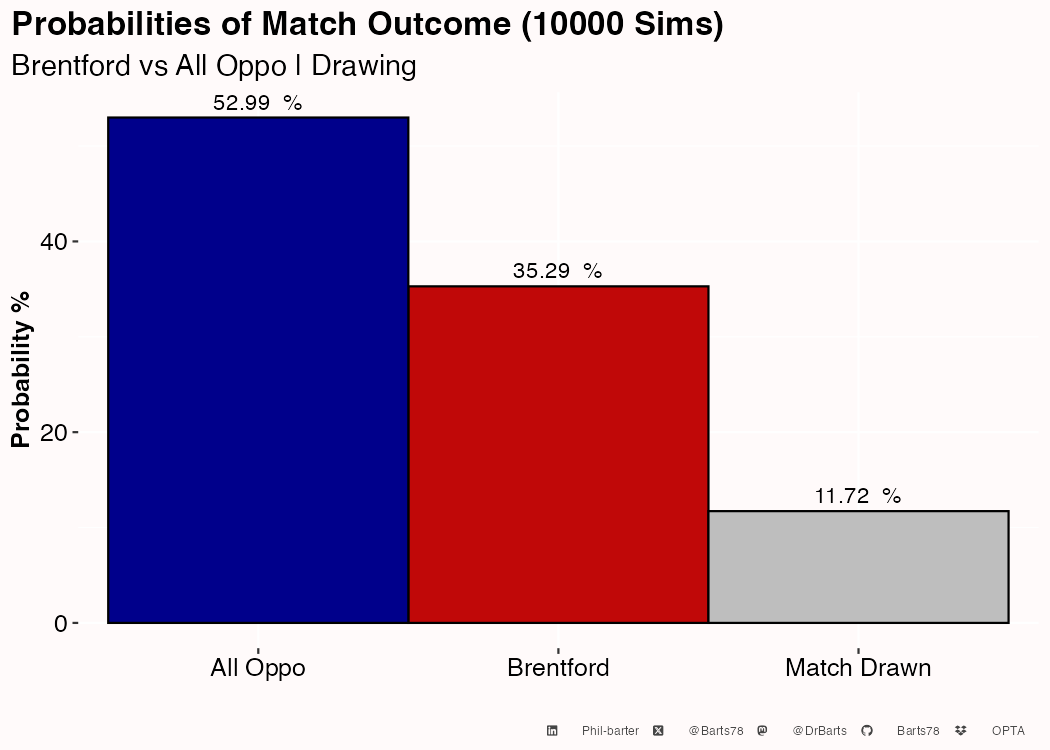 Probabilities of Match Outcome (10000 Sims)
Brentford vs All Oppo | Drawing
52.99 %
35.29 %
11.72 %
Probability %
40
20
0
All Oppo
Brentford
Match Drawn
Phil-barter @Barts78 @DrBarts Barts78 OPTA